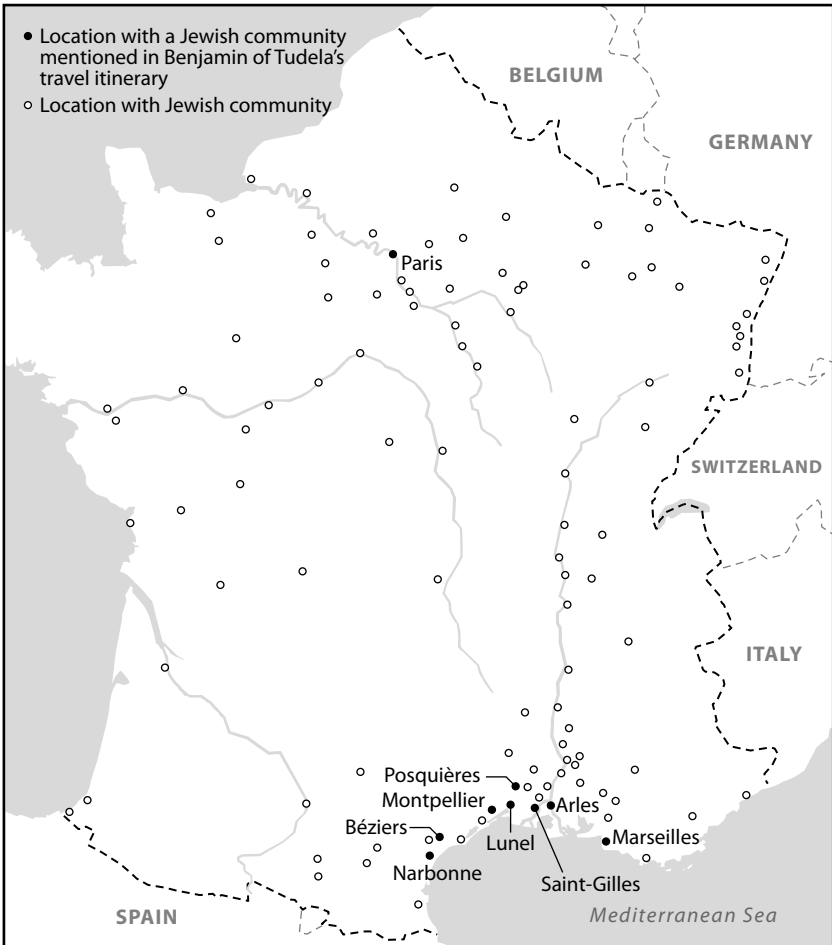 Location with a Jewish community
mentioned in Benjamin of Tudela's
travel itinerary
Location with Jewish community
BELGIUM
GERMANY
Paris
SWITZERLAND
ITALY
Posquières
Montpellier
Arles
Béziers
Lunel
Marseilles
Narbonne
Saint-Gilles
SPAIN
Mediterranean Sea